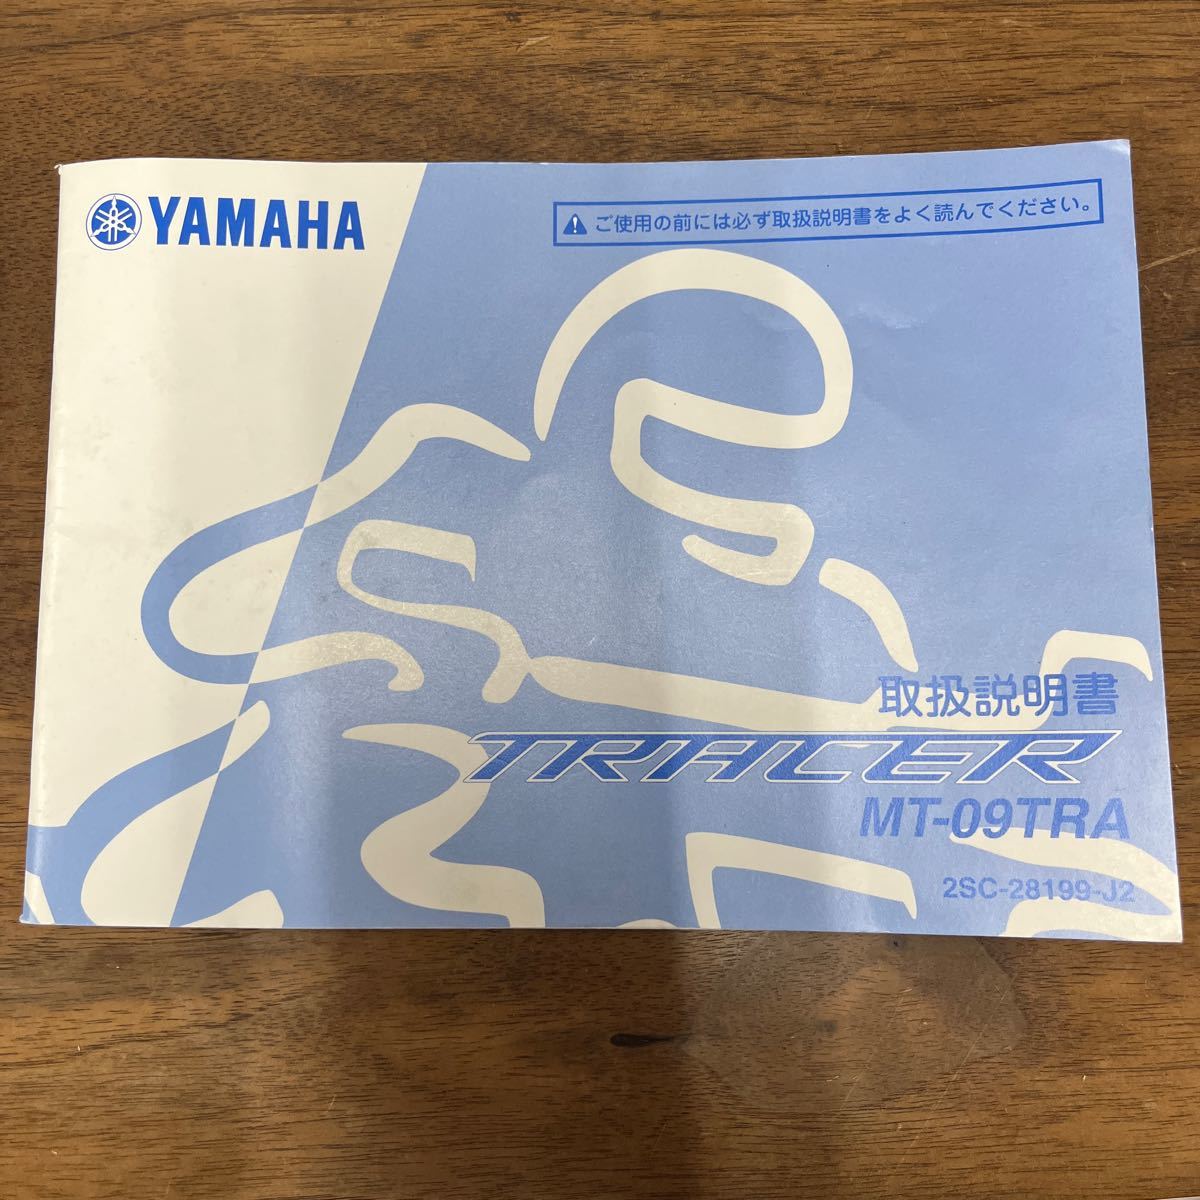 YAMAHA
ご使用の前には必ず取扱説明書をよく読んでください。
取扱説明書
TRACER
MT-09TRA
2SC-28199-J2